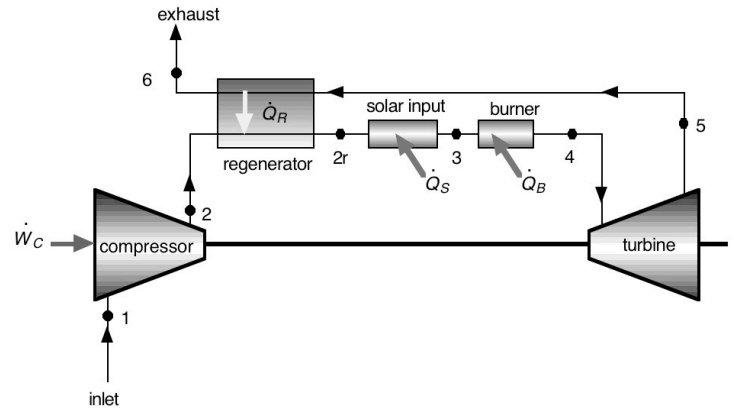 exhaust
6
Q̇R
solar input
burner
5
regenerator
2r
3
4
Q̇S
Q̇B
2
ẆC
compressor
turbine
1
inlet